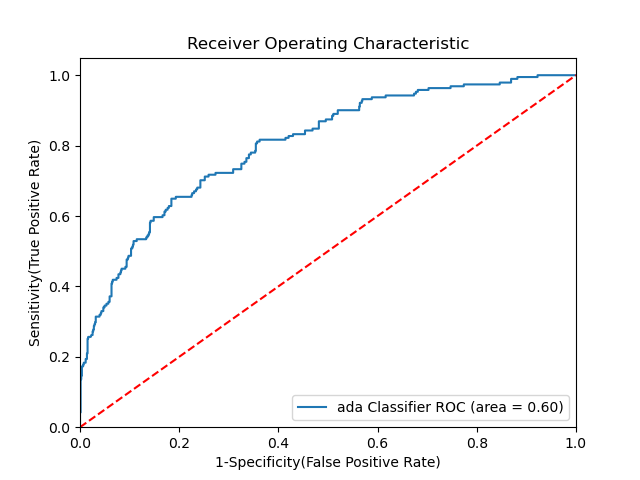 Receiver Operating Characteristic
1.0
0.8
0.6
0.4
0.2
0.0
Sensitivity(True Positive Rate)
ada Classifier ROC (area = 0.60)
0.0 0.2 0.4 0.6 0.8 1.0
1-Specificity(False Positive Rate)